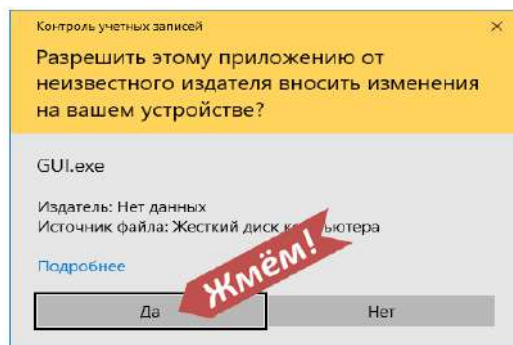 Контроль учетных записей
Разрешить этому приложению от
неизвестного издателя вносить изменения
на вашем устройстве?
GUI.exe
Издатель: Нет данных
Источник файла: Жесткий диск ютера
Подробнее
Жмём!
Да
Нет